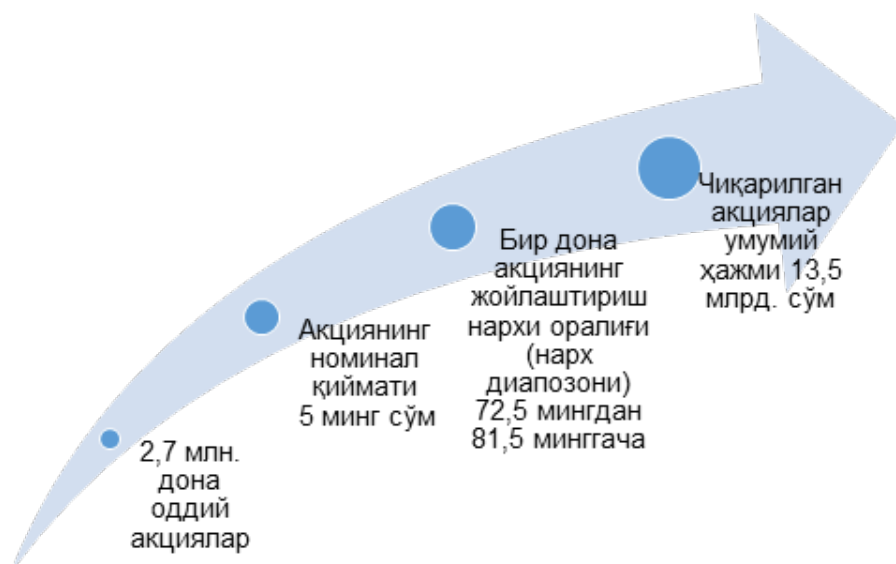 2,7 млн.
дона
оддий
акциялар
Акциянинг
номинал
қиймати
5 минг сўм
Бир дона
акциянинг
жойлаштириш
нархи оралиғи
(нарх
диапозони)
72,5 мингдан
81,5 минггача
Чиқарилган
акциялар
умумий
ҳажми 13,5
млрд. сўм